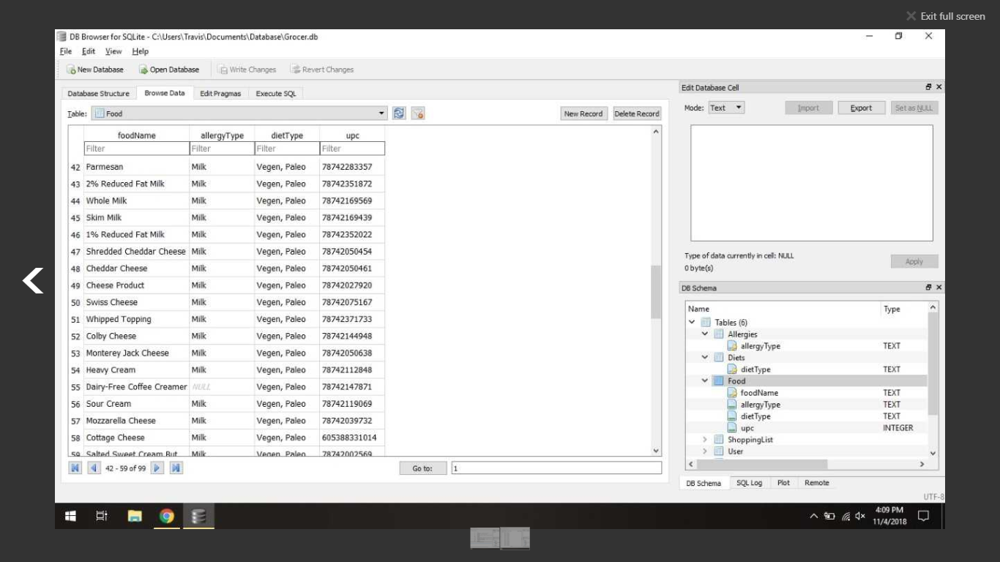 Exit full screen
DB Browser for SQLite - C:\Users\Travis\Documents\Database\Grocer.db
File Edit View Help
New Database Open Database Write Changes Revert Changes
Database Structure Browse Data Edit Pragmas Execute SQL
Table: Food New Record Delete Record
foodName allergyType dietType upc
Filter Filter Filter Filter
42 Parmesan Milk Vegen, Paleo 78742283357
43 2% Reduced Fat Milk Milk Vegen, Paleo 78742351872
44 Whole Milk Milk Vegen, Paleo 78742169569
45 Skim Milk Milk Vegen, Paleo 78742169439
46 1% Reduced Fat Milk Milk Vegen, Paleo 78742352022
47 Shredded Cheddar Cheese Milk Vegen, Paleo 78742050454
48 Cheddar Cheese Milk Vegen, Paleo 78742050461
49 Cheese Product Milk Vegen, Paleo 78742027920
50 Swiss Cheese Milk Vegen, Paleo 78742075167
51 Whipped Topping Milk Vegen, Paleo 78742371733
52 Colby Cheese Milk Vegen, Paleo 78742144948
53 Monterey Jack Cheese Milk Vegen, Paleo 78742050638
54 Heavy Cream Milk Vegen, Paleo 78742112848
55 Dairy-Free Coffee Creamer NULL Vegen, Paleo 78742147871
56 Sour Cream Milk Vegen, Paleo 78742119069
57 Mozzarella Cheese Milk Vegen, Paleo 78742039732
58 Cottage Cheese Milk Vegen, Paleo 605388331014
59 Salted Sweet Cream But Milk Vegen, Paleo 78742002569
42 - 59 of 99 Go to: 1
Edit Database Cell
Mode: Text Import Export Set as NULL
Type of data currently in cell: NULL
0 byte(s)
Apply
DB Schema
Name Type
Tables (6)
Allergies
allergyType TEXT
Diets
dietType TEXT
Food
foodName TEXT
allergyType TEXT
dietType TEXT
upc INTEGER
ShoppingList
User
DB Schema SQL Log Plot Remote
UTF-8
4:09 PM
11/4/2018